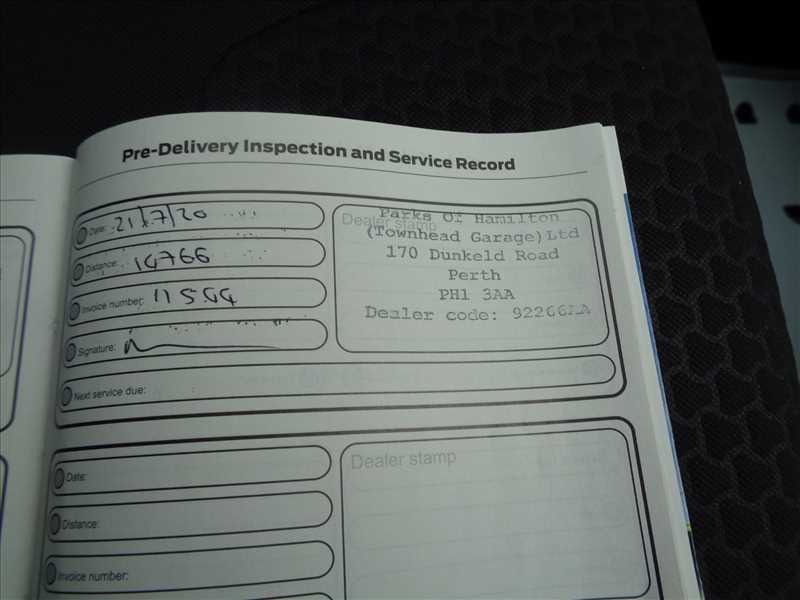 Pre-Delivery Inspection and Service Record
Date: 21/7/20
Distance: 14766
Invoice number: 11544
Signature:
Next service due:
Dealer stamp
Parks Of Hamilton
(Townhead Garage)Ltd
170 Dunkeld Road
Perth
PH1 3AA
Dealer code:
Date:
Distance:
Invoice number:
Dealer stamp